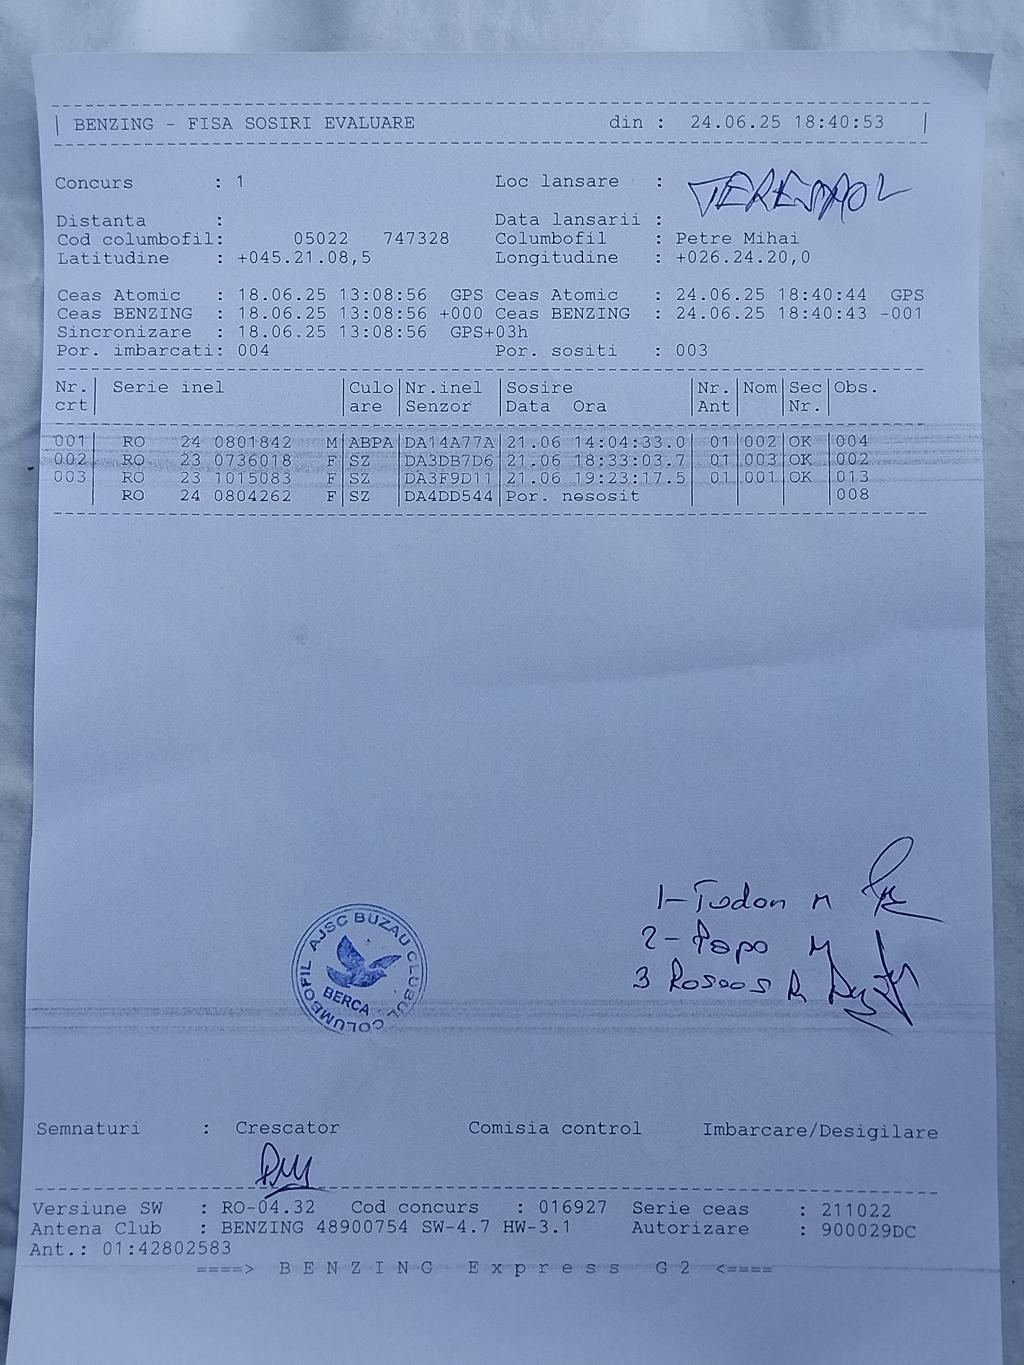 BENZING - FISA SOSIRI EVALUARE din : 24.06.25 18:40:53
Concurs : 1 Loc lansare : TERESPOL
Distanta : Data lansarii :
Cod columbofil: 05022 747328 Columbofil : Petre Mihai
Latitudine : +045.21.08,5 Longitudine : +026.24.20,0
Ceas Atomic : 18.06.25 13:08:56 GPS Ceas Atomic : 24.06.25 18:40:44 GPS
Ceas BENZING : 18.06.25 13:08:56 +000 Ceas BENZING : 24.06.25 18:40:43 -001
Sincronizare : 18.06.25 13:08:56 GPS+03h
Por. imbarcati: 004 Por. sositi : 003
Nr. Serie inel Culo Nr.inel Sosire Nr. Nom Sec Obs.
crt are Senzor Data Ora Ant Nr.
001 RO 24 0801842 M ABPA DA14A77A 21.06 14:04:33.0 01 002 OK 004
002 RO 23 0736018 F SZ DA3DB7D6 21.06 18:33:03.7 01 003 OK 002
003 RO 23 1015083 F SZ DA3F9D11 21.06 19:23:17.5 01 001 OK 013
RO 24 0804262 F SZ DA4DD544 Por. nesosit 008
1-Tudor M
2-Popo M
3 R
AJSC BUZAU CLUBUL COLUMBOFIL
BERCA
Semnaturi : Crescator Comisia control Imbarcare/Desigilare
Versiune SW : RO-04.32 Cod concurs : 016927 Serie ceas : 211022
Antena Club : BENZING 48900754 SW-4.7 HW-3.1 Autorizare : 900029DC
Ant.: 01:42802583
====> BENZING Express G2 <====